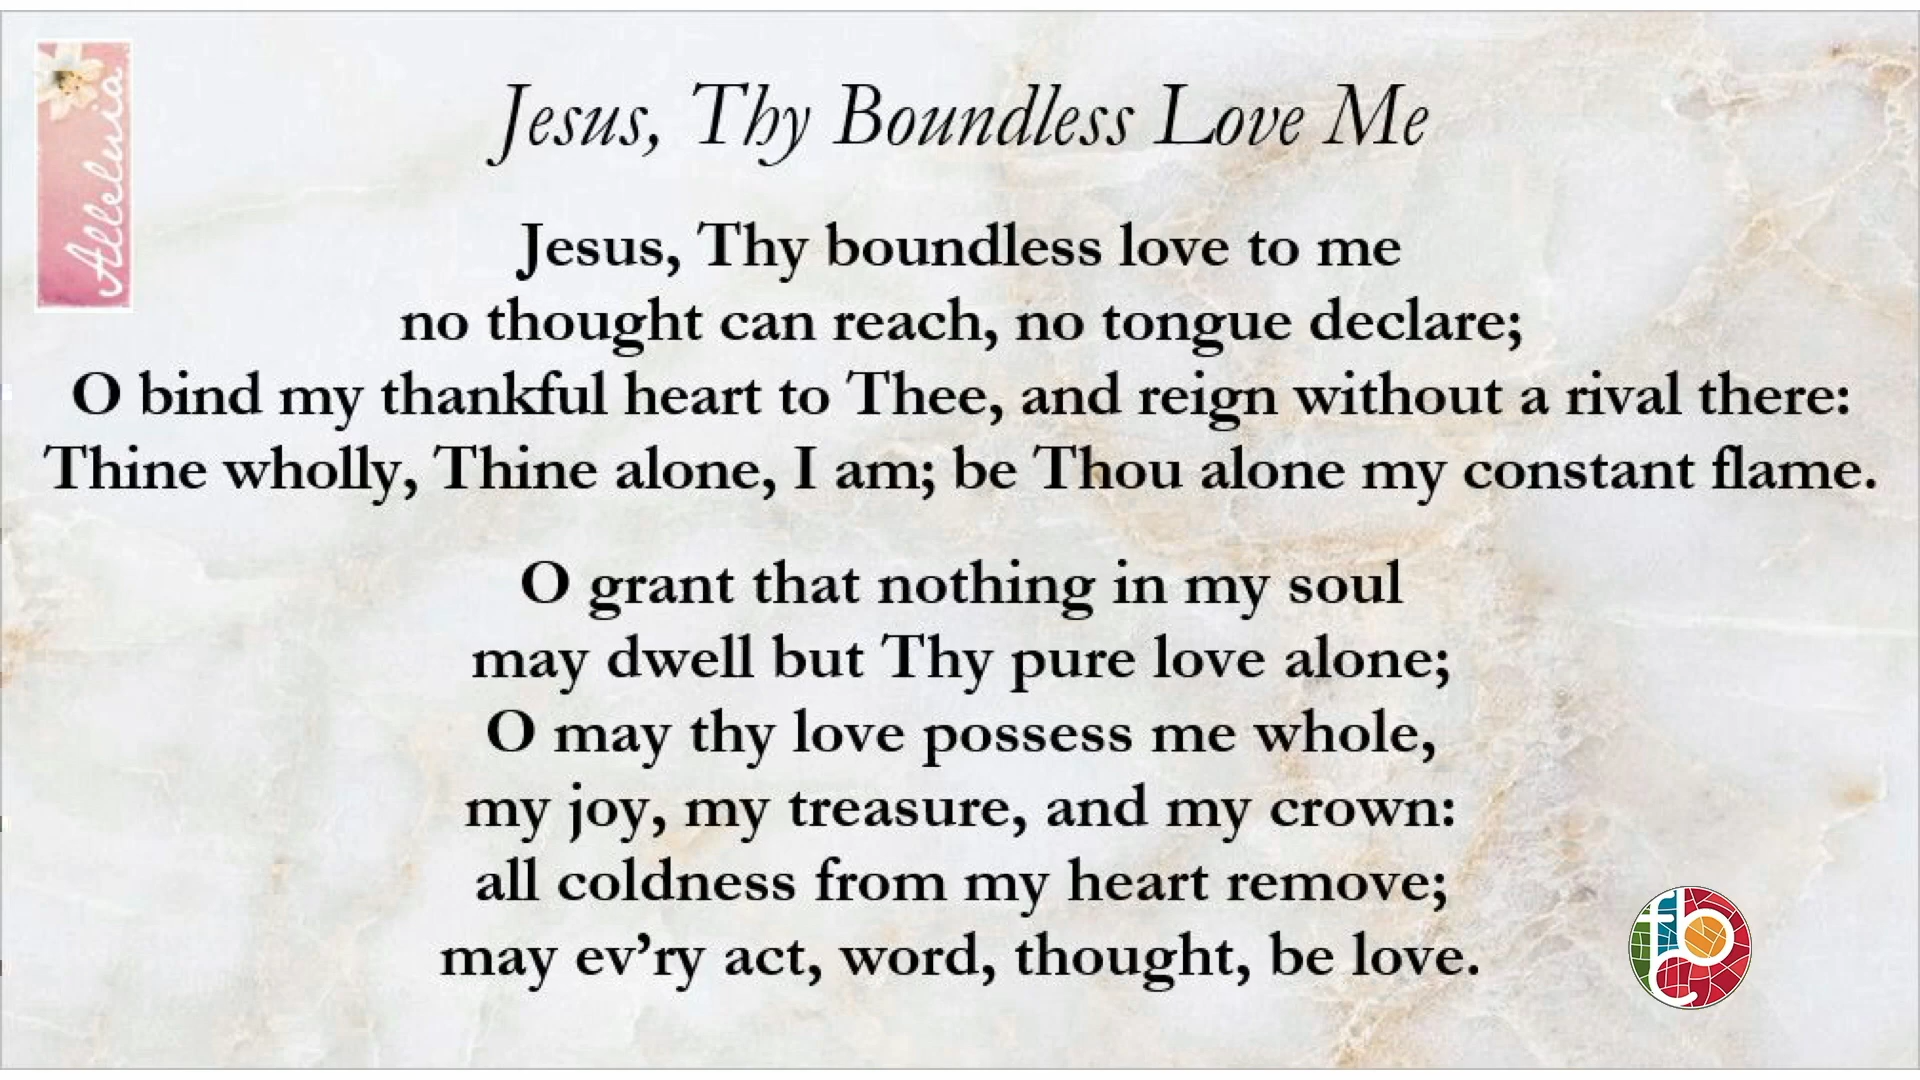 Alleluia
Jesus, Thy Boundless Love Me
Jesus, Thy boundless love to me
no thought can reach, no tongue declare;
O bind my thankful heart to Thee, and reign without a rival there:
Thine wholly, Thine alone, I am; be Thou alone my constant flame.
O grant that nothing in my soul
may dwell but Thy pure love alone;
O may thy love possess me whole,
my joy, my treasure, and my crown:
all coldness from my heart remove;
may ev’ry act, word, thought, be love.
tbc